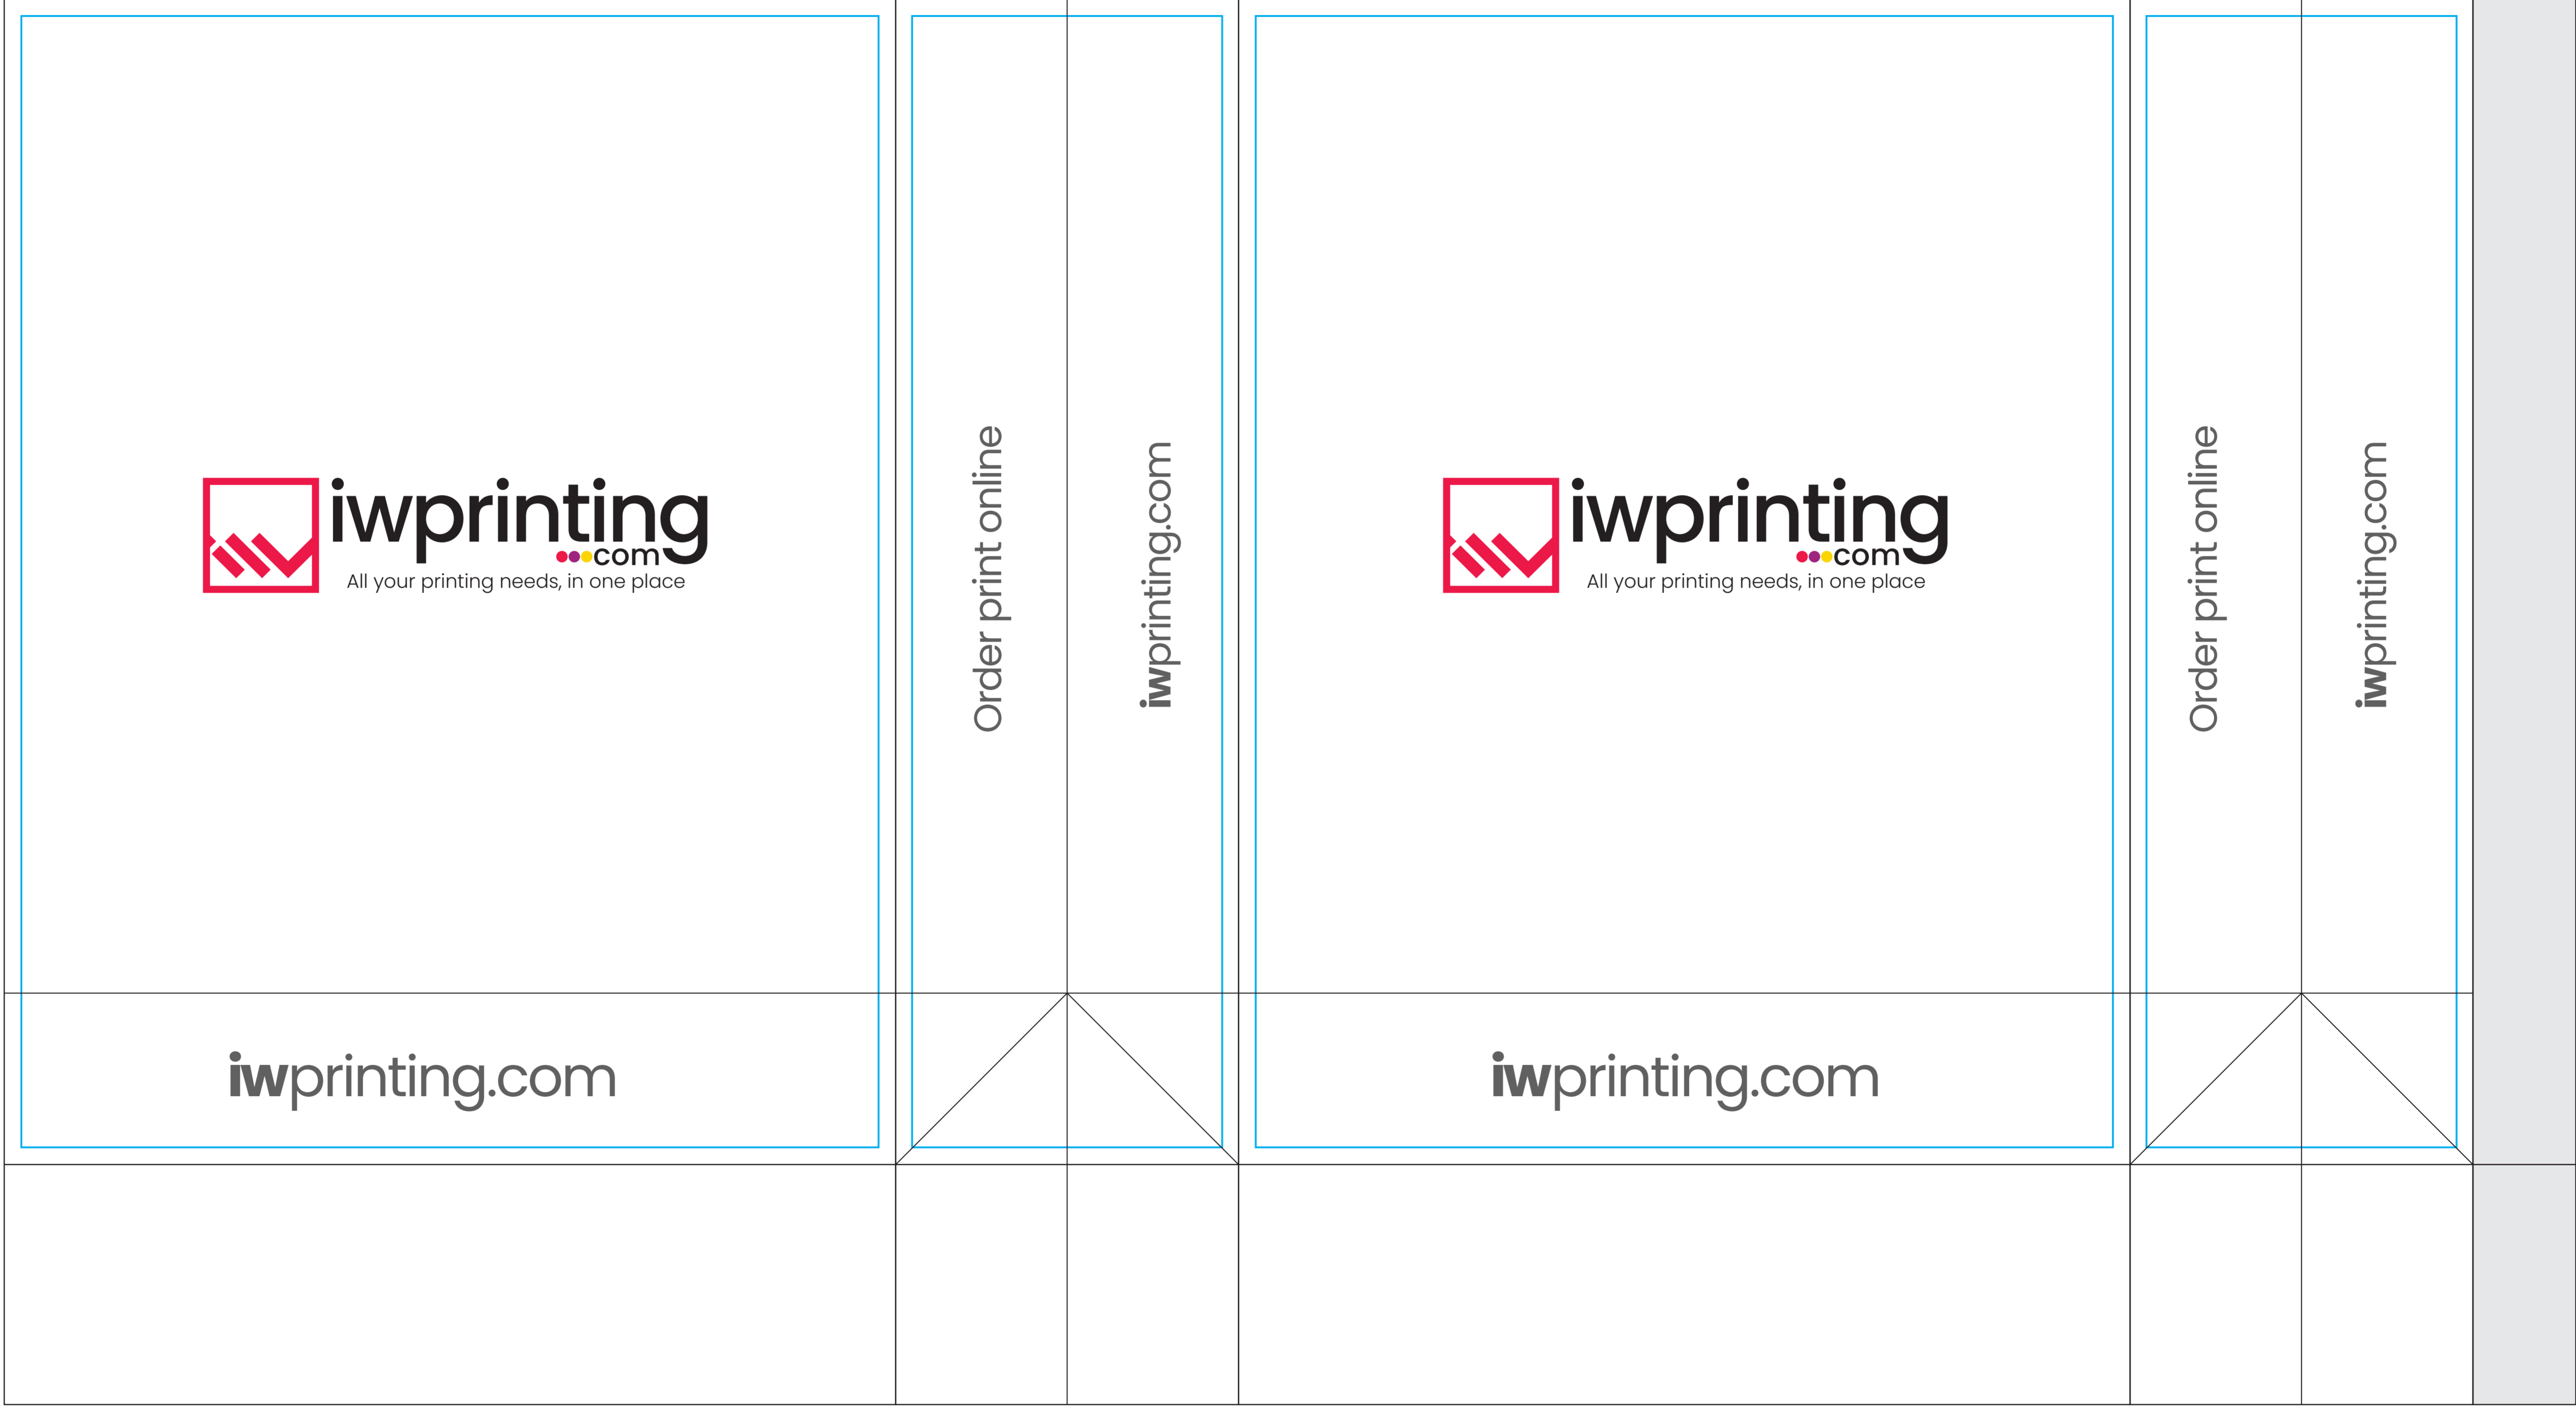 iwprinting
com
All your printing needs, in one place
iwprinting.com
Order print online
iwprinting.com
iwprinting
com
All your printing needs, in one place
iwprinting.com
Order print online
iwprinting.com